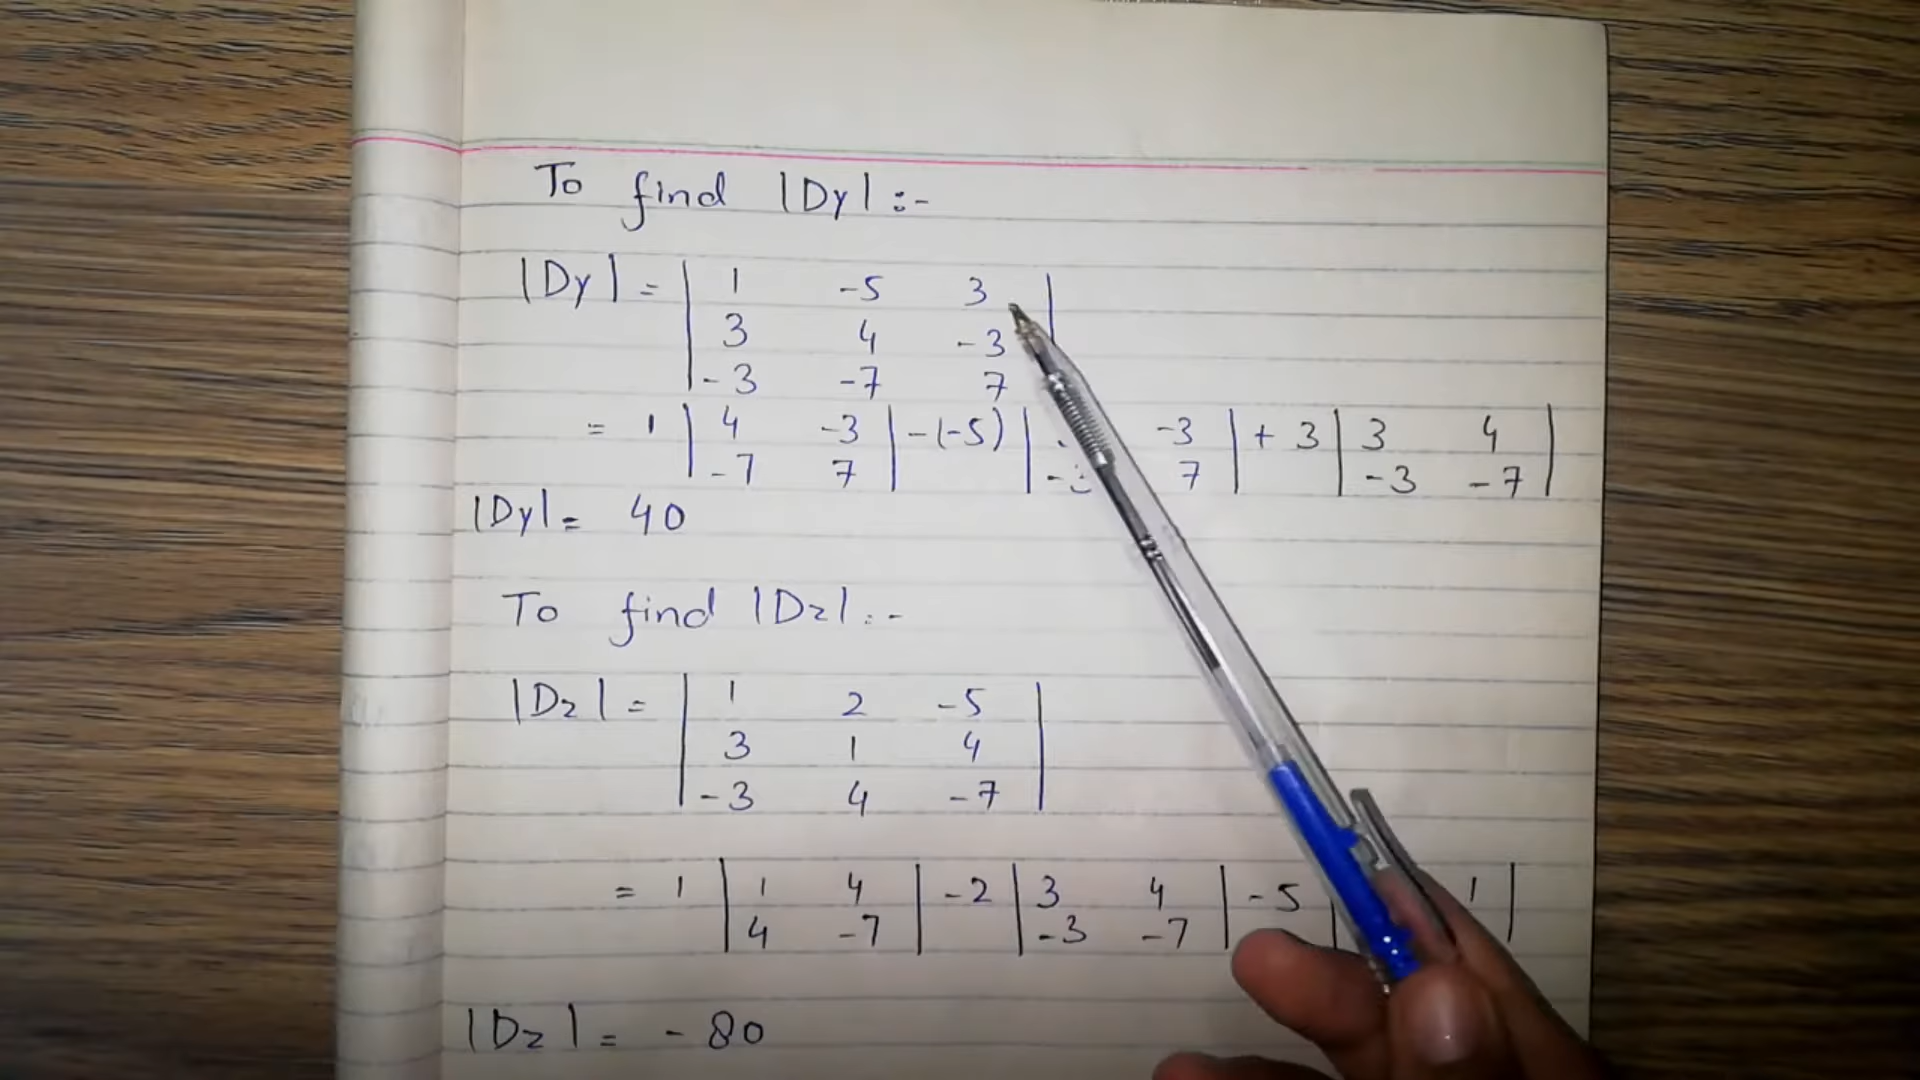 To find |Dy| :-
|Dy| = | 1 -5 3 |
| 3 4 -3
| -3 -7 7
= 1 | 4 -3 | -(-5) | -3 | + 3 | 3 4 |
| -7 7 | | - 7 | | -3 -7 |
|Dy| = 40
To find |Dz| :-
|Dz| = | 1 2 -5 |
| 3 1 4 |
| -3 4 -7 |
= 1 | 1 4 | -2 | 3 4 | -5 | 1 |
| 4 -7 | | -3 -7 | |
|Dz| = -80